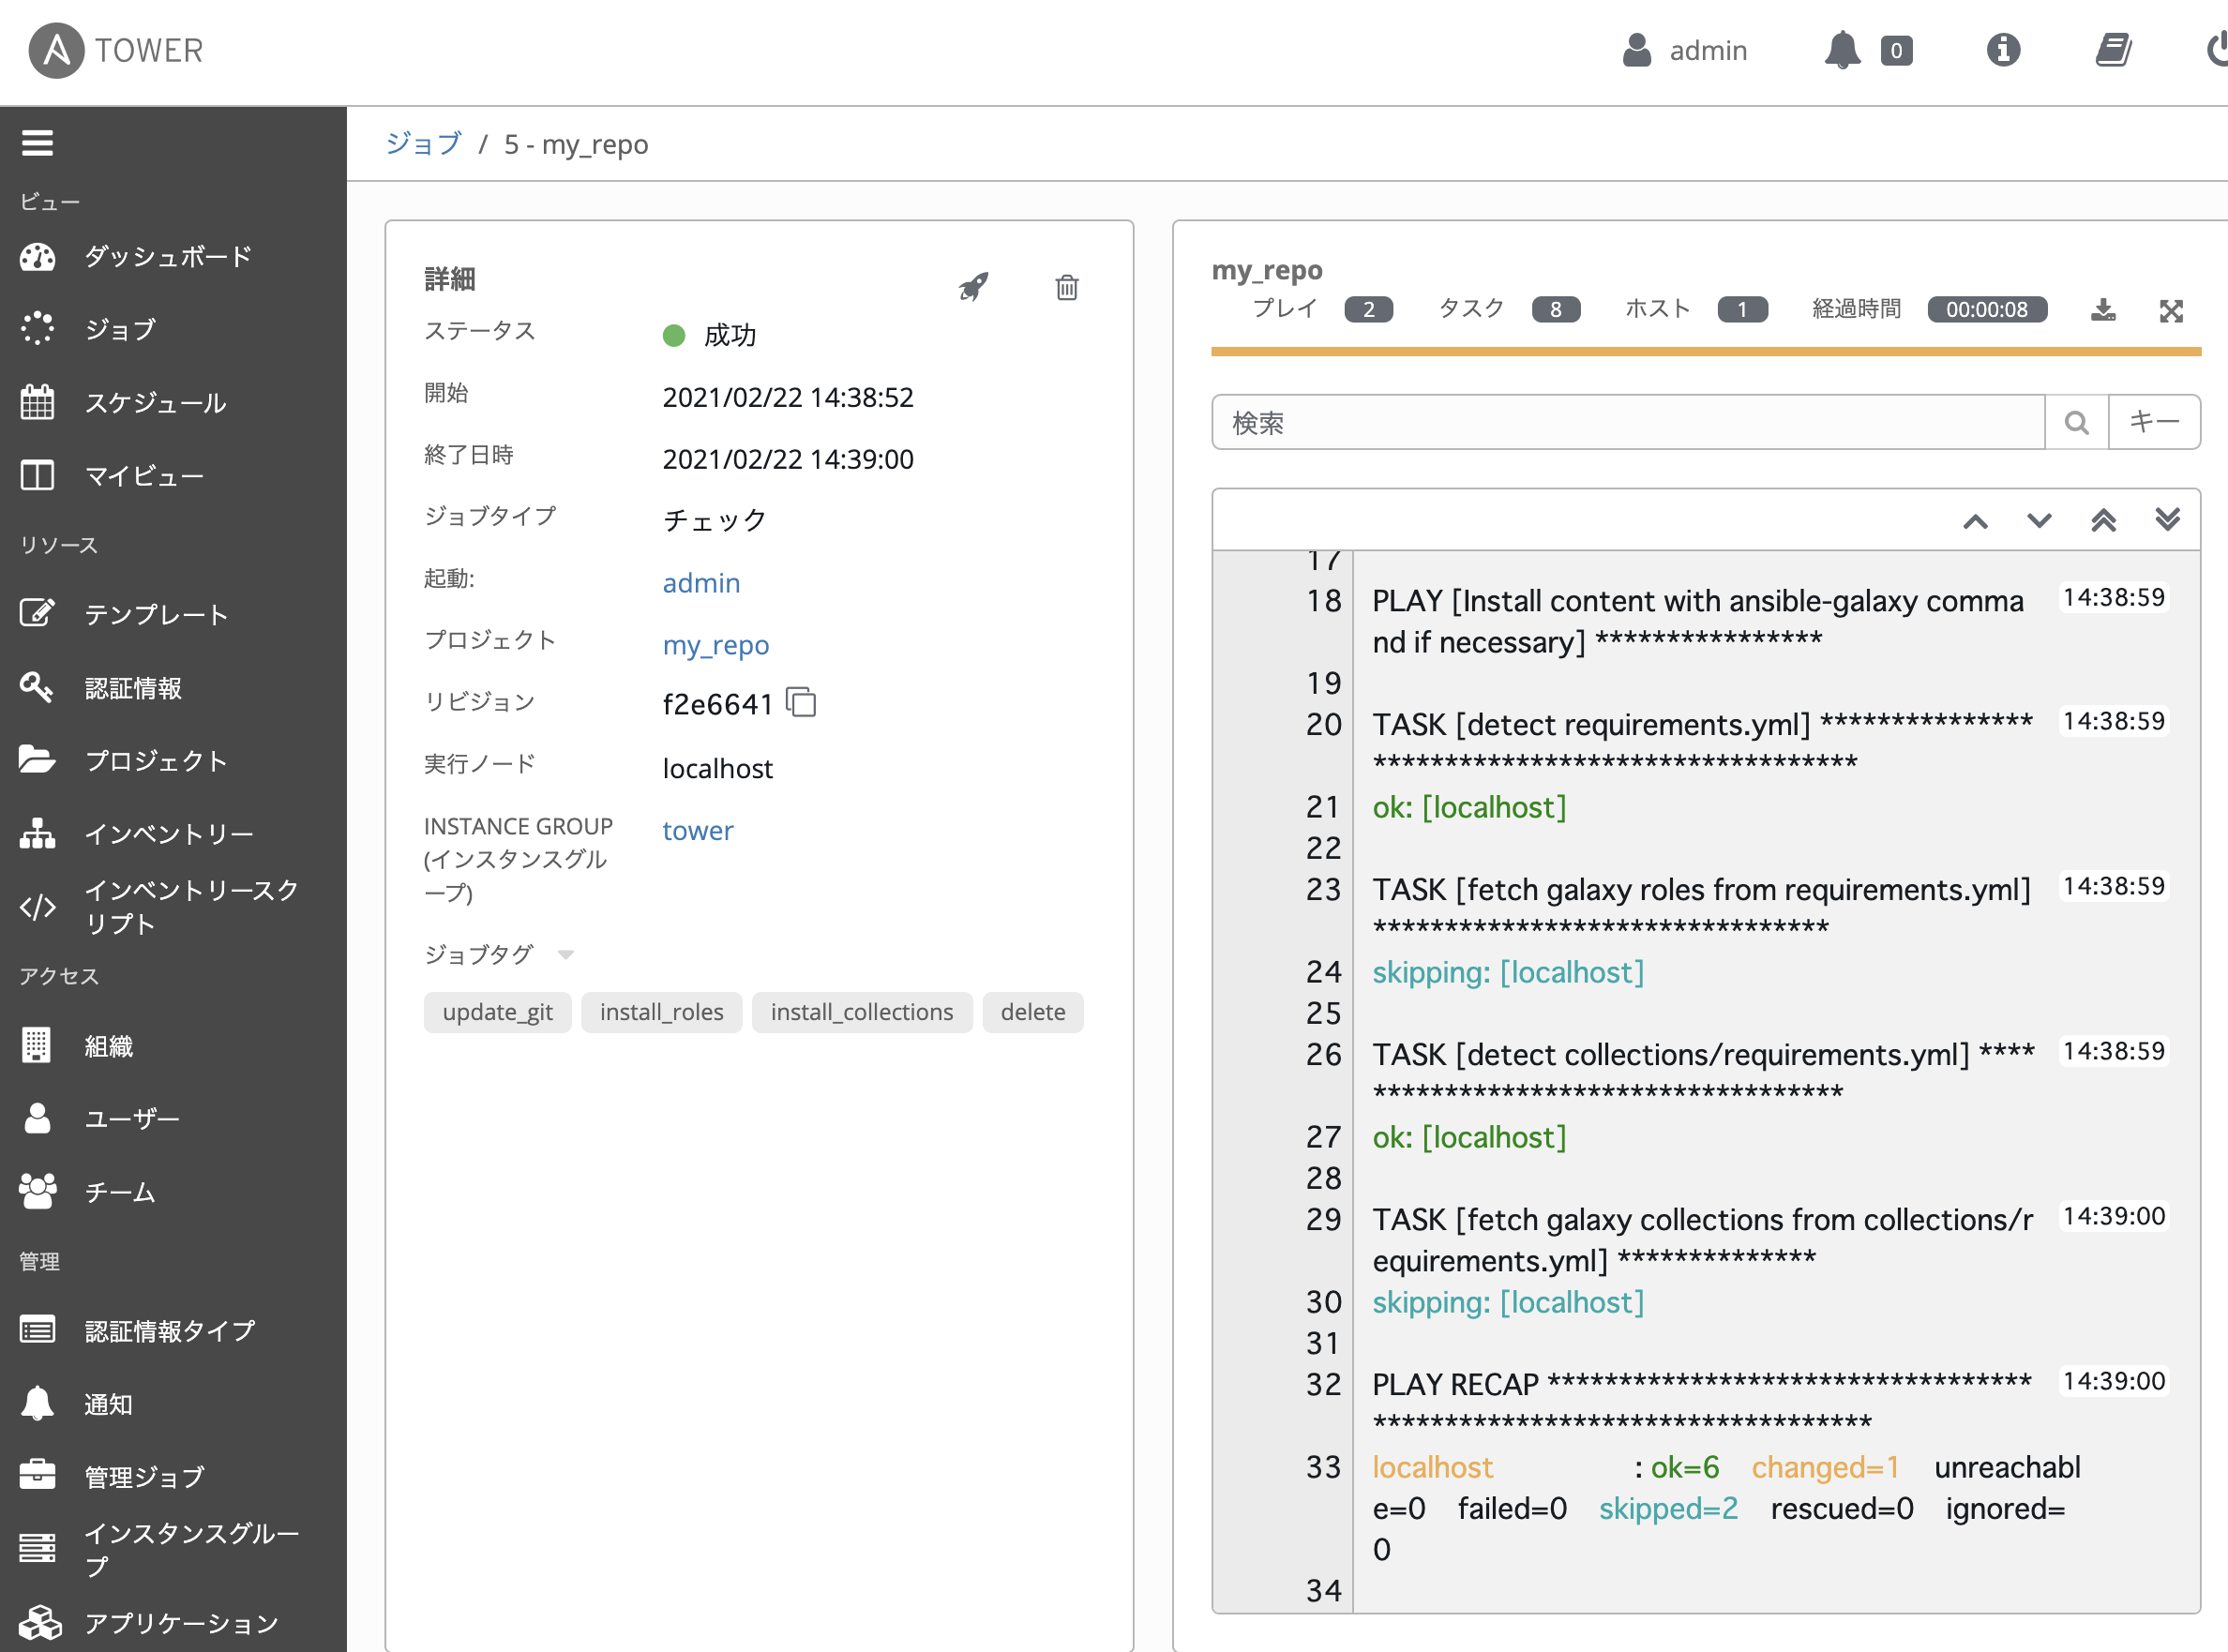 TOWER
admin
0
ジョブ / 5 - my_repo
ビュー
ダッシュボード
ジョブ
スケジュール
マイビュー
リソース
テンプレート
認証情報
プロジェクト
インベントリー
インベントリースク
リプト
アクセス
組織
ユーザー
チーム
管理
認証情報タイプ
通知
管理ジョブ
インスタンスグルー
プ
アプリケーション
詳細
ステータス 成功
開始 2021/02/22 14:38:52
終了日時 2021/02/22 14:39:00
ジョブタイプ チェック
起動: admin
プロジェクト my_repo
リビジョン f2e6641
実行ノード localhost
INSTANCE GROUP tower
(インスタンスグル
ープ)
ジョブタグ
update_git install_roles install_collections delete
my_repo
プレイ 2 タスク 8 ホスト 1 経過時間 00:00:08
検索 キー
17
18 PLAY [Install content with ansible-galaxy comma 14:38:59
nd if necessary] ****************
19
20 TASK [detect requirements.yml] *************** 14:38:59
**********************************
21 ok: [localhost]
22
23 TASK [fetch galaxy roles from requirements.yml] 14:38:59
********************************
24 skipping: [localhost]
25
26 TASK [detect collections/requirements.yml] **** 14:38:59
*********************************
27 ok: [localhost]
28
29 TASK [fetch galaxy collections from collections/r 14:39:00
equirements.yml] **************
30 skipping: [localhost]
31
32 PLAY RECAP ********************************** 14:39:00
***********************************
33 localhost : ok=6 changed=1 unreachabl
e=0 failed=0 skipped=2 rescued=0 ignored=
0
34